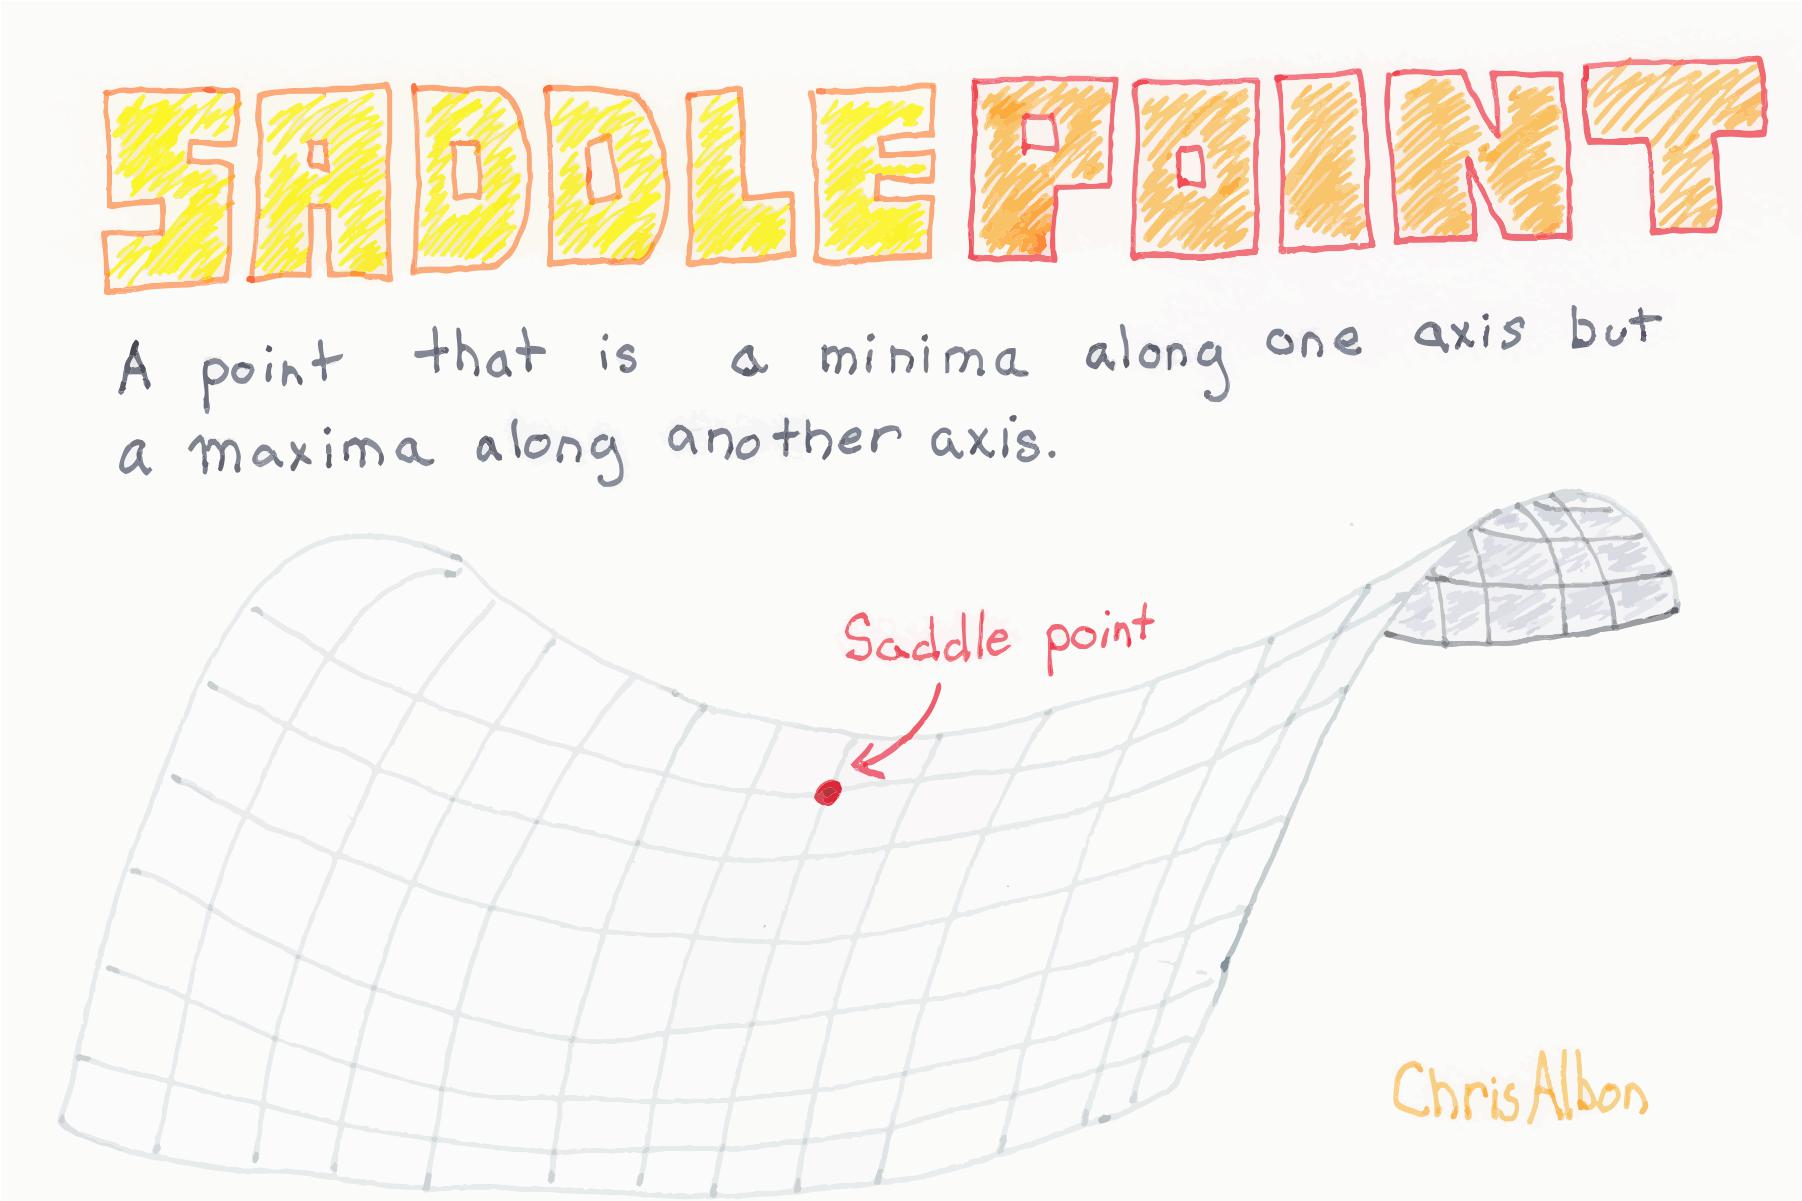 SADDLE POINT
A point that is a minima along one axis but
a maxima along another axis.
Saddle point
Chris Albon